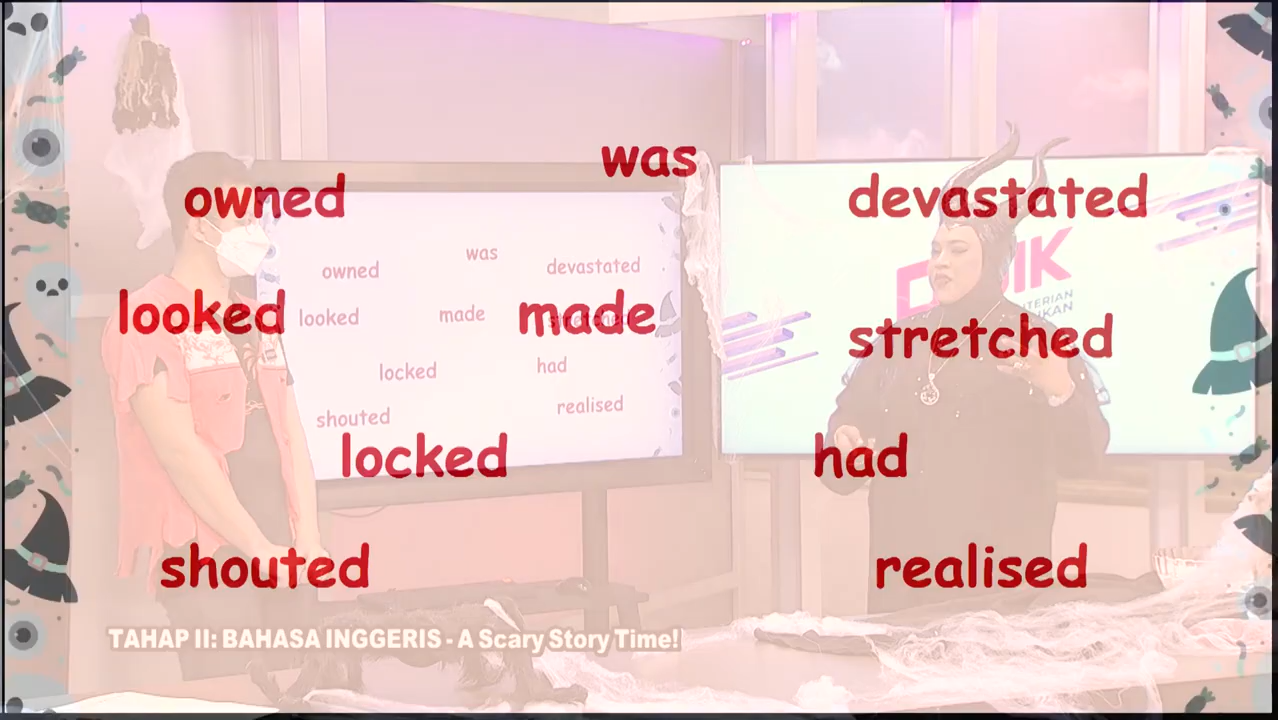 was
owned
devastated
looked
made
stretched
locked
had
shouted
realised
was
owned
devastated
looked
made
stretched
locked
had
shouted
realised
TAHAP II: BAHASA INGGERIS - A Scary Story Time!